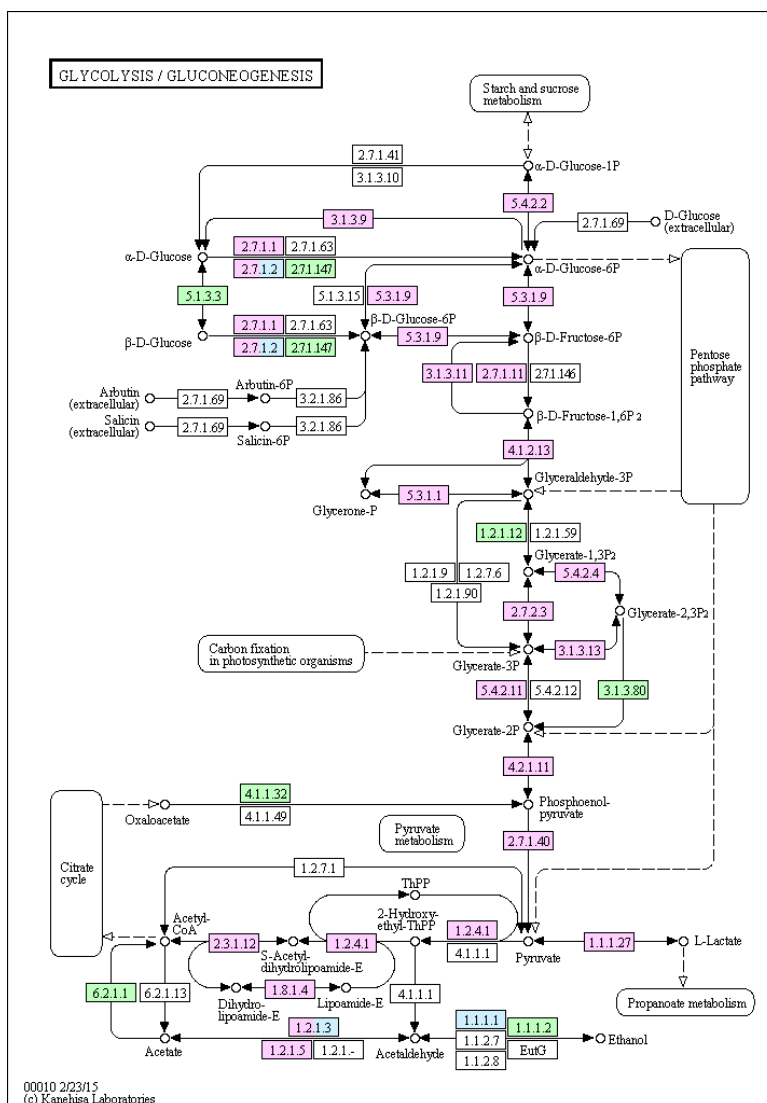 GLYCOLYSIS / GLUCONEOGENESIS
Starch and sucrose
metabolism
2.7.1.41
3.1.3.10
α-D-Glucose-1P
5.4.2.2
3.1.3.9
2.7.1.69
D-Glucose
(extracellular)
α-D-Glucose
2.7.1.1
2.7.1.63
2.7.1.2
2.7.1.147
α-D-Glucose-6P
5.1.3.3
5.1.3.15
5.3.1.9
5.3.1.9
β-D-Glucose
2.7.1.1
2.7.1.63
2.7.1.2
2.7.1.147
β-D-Glucose-6P
5.3.1.9
β-D-Fructose-6P
Pentose
phosphate
pathway
3.1.3.11
2.7.1.11
2.7.1.146
Arbutin
(extracellular)
2.7.1.69
Arbutin-6P
3.2.1.86
Salicin
(extracellular)
2.7.1.69
Salicin-6P
3.2.1.86
β-D-Fructose-1,6P2
4.1.2.13
Glyceraldehyde-3P
Glycerone-P
5.3.1.1
1.2.1.12
1.2.1.59
Glycerate-1,3P2
1.2.1.9
1.2.7.6
1.2.1.90
5.4.2.4
2.7.2.3
Glycerate-2,3P2
Carbon fixation
in photosynthetic organisms
3.1.3.13
Glycerate-3P
5.4.2.11
5.4.2.12
3.1.3.80
Glycerate-2P
4.2.1.11
4.1.1.32
4.1.1.49
Oxaloacetate
Phosphoenol-
pyruvate
Pyruvate
metabolism
2.7.1.40
Citrate
cycle
1.2.7.1
ThPP
Acetyl-
CoA
2-Hydroxy-
ethyl-ThPP
2.3.1.12
S-Acetyl-
dihydrolipoamide-E
1.2.4.1
1.2.4.1
4.1.1.1
Pyruvate
1.1.1.27
L-Lactate
6.2.1.1
6.2.1.13
Dihydro-
lipoamide-E
1.8.1.4
Lipoamide-E
4.1.1.1
Propanoate metabolism
Acetate
1.2.1.3
1.2.1.5
1.2.1.-
Acetaldehyde
1.1.1.1
1.1.1.2
1.1.2.7
EutG
1.1.2.8
Ethanol
00010 2/23/15
(c) Kanehisa Laboratories